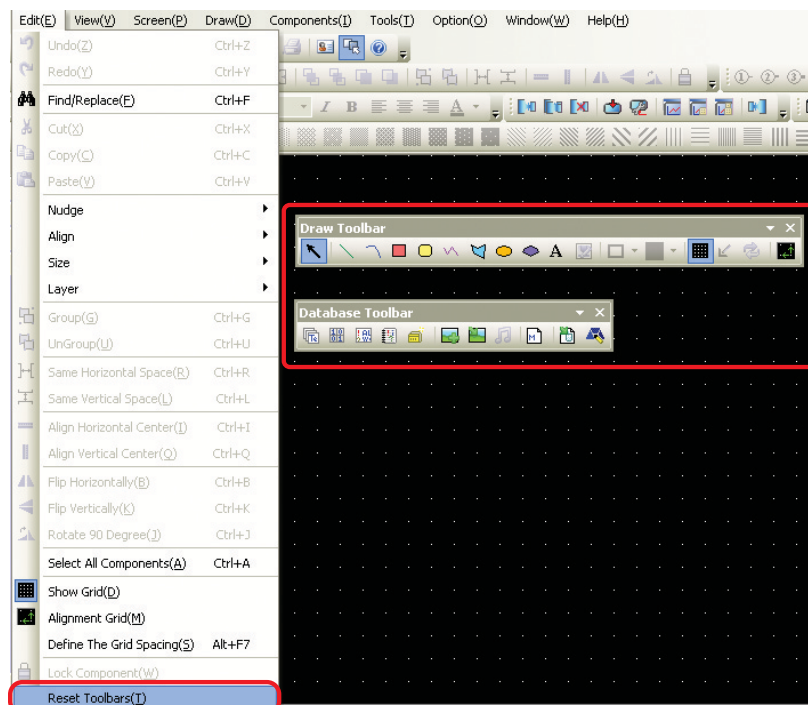 Edit(E) View(V) Screen(P) Draw(D) Components(I) Tools(T) Option(O) Window(W) Help(H)
Undo(Z) Ctrl+Z
Redo(Y) Ctrl+Y
Find/Replace(F) Ctrl+F
Cut(X) Ctrl+X
Copy(C) Ctrl+C
Paste(V) Ctrl+V
Nudge
Align
Size
Layer
Group(G) Ctrl+G
UnGroup(U) Ctrl+U
Same Horizontal Space(R) Ctrl+R
Same Vertical Space(L) Ctrl+L
Align Horizontal Center(I) Ctrl+I
Align Vertical Center(Q) Ctrl+Q
Flip Horizontally(B) Ctrl+B
Flip Vertically(K) Ctrl+K
Rotate 90 Degree(J) Ctrl+J
Select All Components(A) Ctrl+A
Show Grid(D)
Alignment Grid(M)
Define The Grid Spacing(S) Alt+F7
Lock Component(W)
Reset Toolbars(T)
I B A
Draw Toolbar
A
Database Toolbar